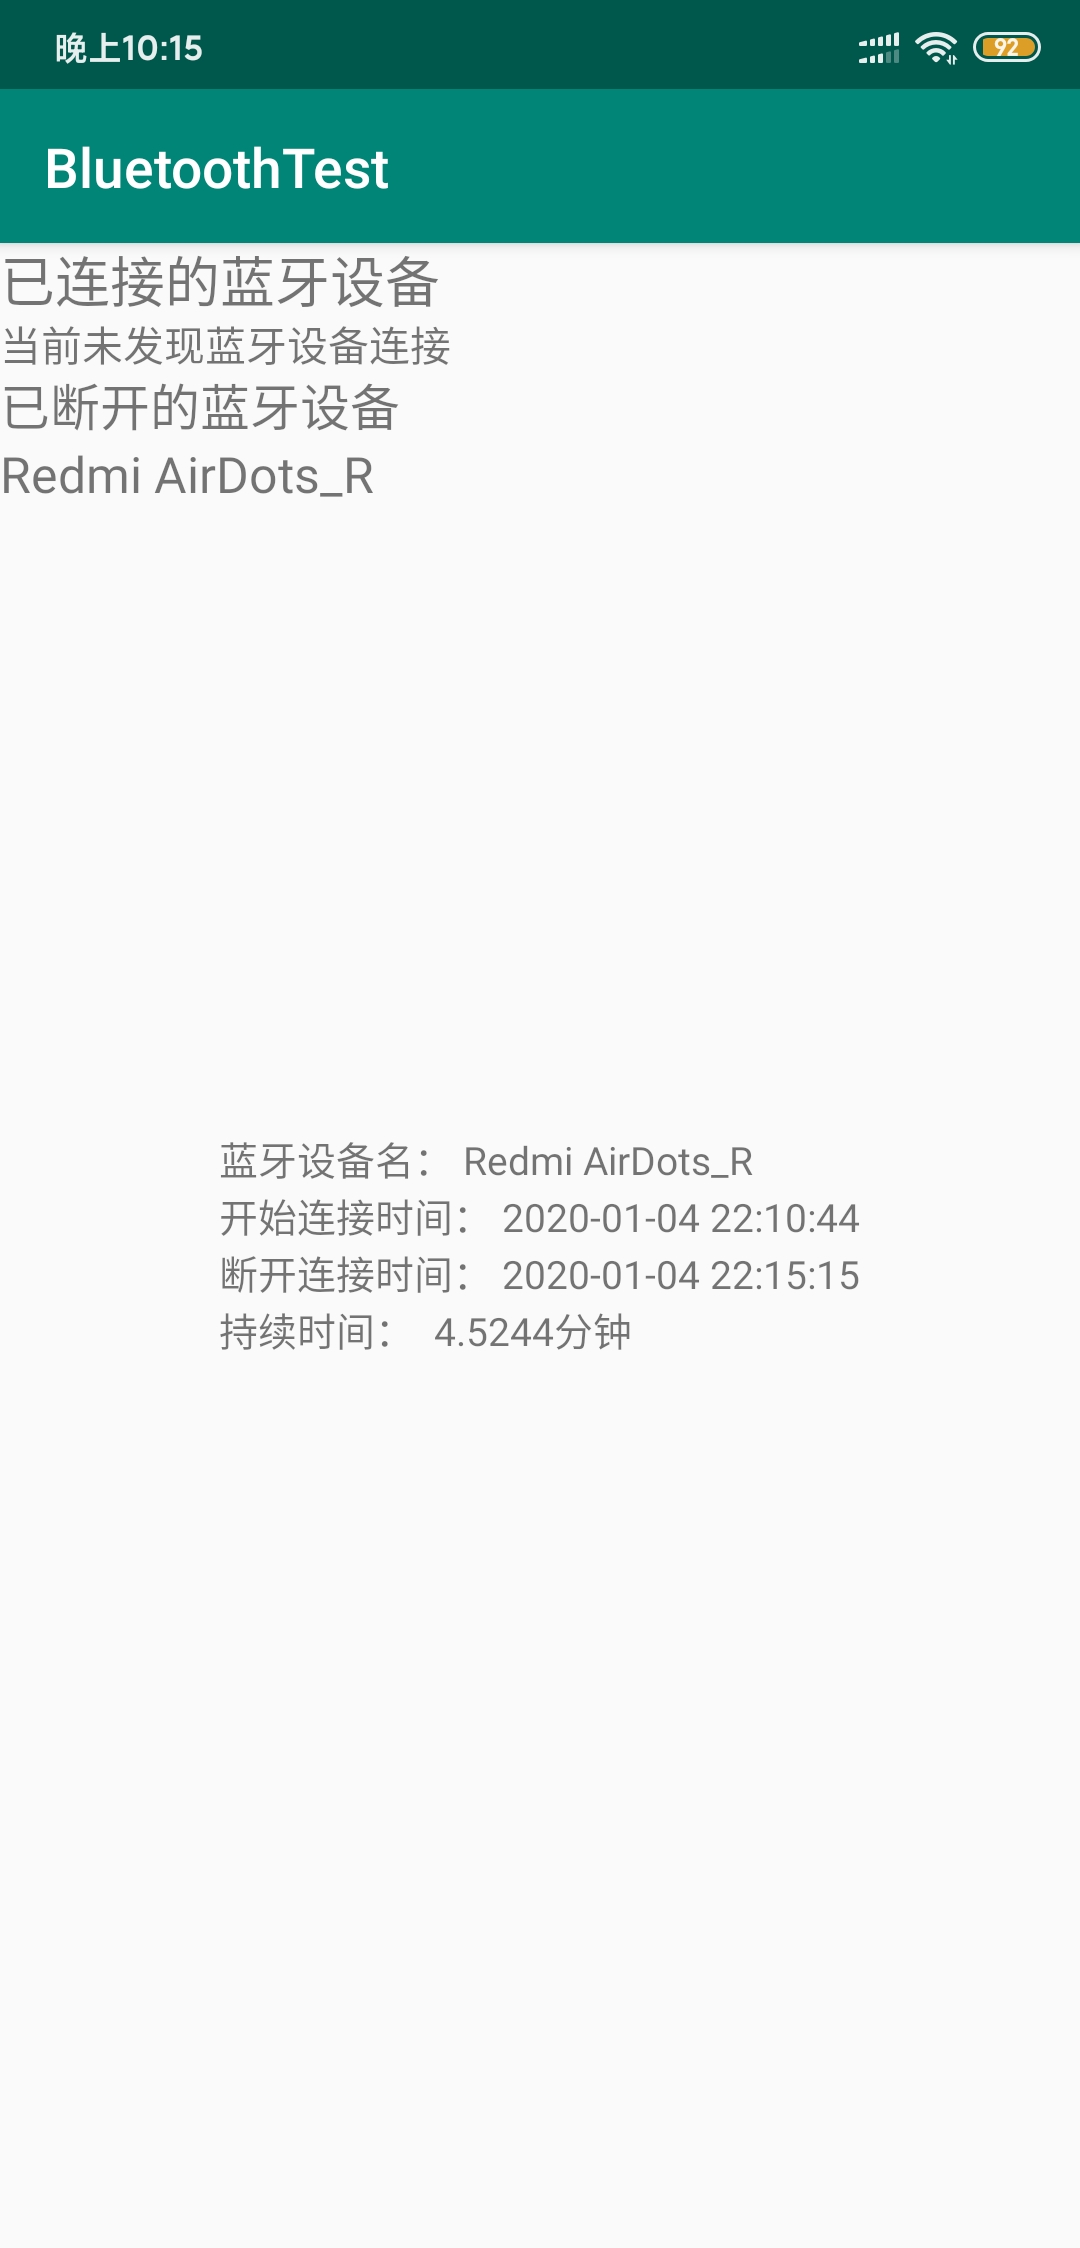 晚上10:15
92
BluetoothTest
已连接的蓝牙设备
当前未发现蓝牙设备连接
已断开的蓝牙设备
Redmi AirDots_R
蓝牙设备名： Redmi AirDots_R
开始连接时间： 2020-01-04 22:10:44
断开连接时间： 2020-01-04 22:15:15
持续时间： 4.5244分钟